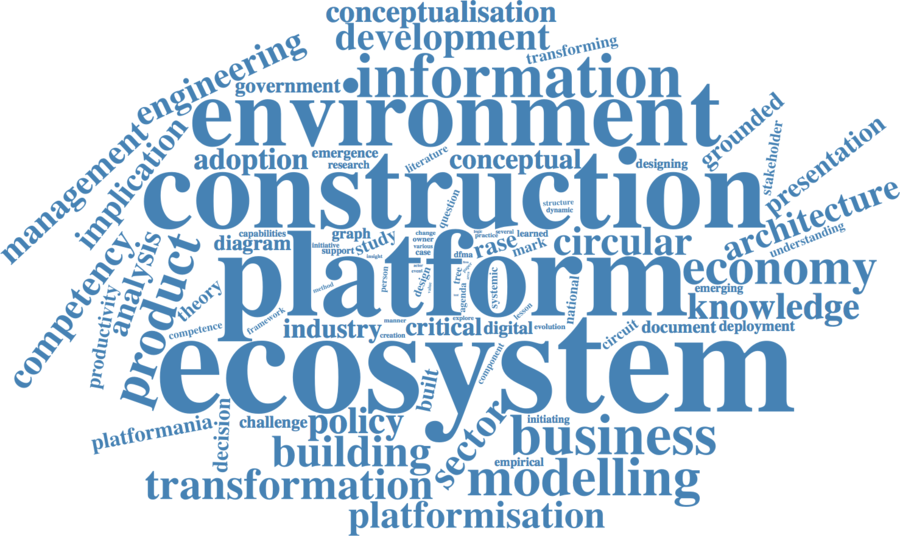 conceptualisation
development
transforming
engineering
information
government
environment
management
implication
adoption
emergence
research
literature
conceptual
designing
grounded
stakeholder
presentation
construction
question
structure
dynamic
architecture
understanding
capabilities
graph
diagram
initiative
support
study
insight
change
owner
various
case
several
practice
learned
rase
mark
circular
competency
analysis
product
productivity
theory
platform
method
person
design
dfma
tree
agenda
systemic
national
economy
emerging
knowledge
competence
framework
industry
manner
creation
critical
explore
digital
lesson
evolution
circuit
document
deployment
ecosystem
component
built
platformania
decision
challenge
policy
initiating
business
building
sector
empirical
modelling
transformation
platformisation